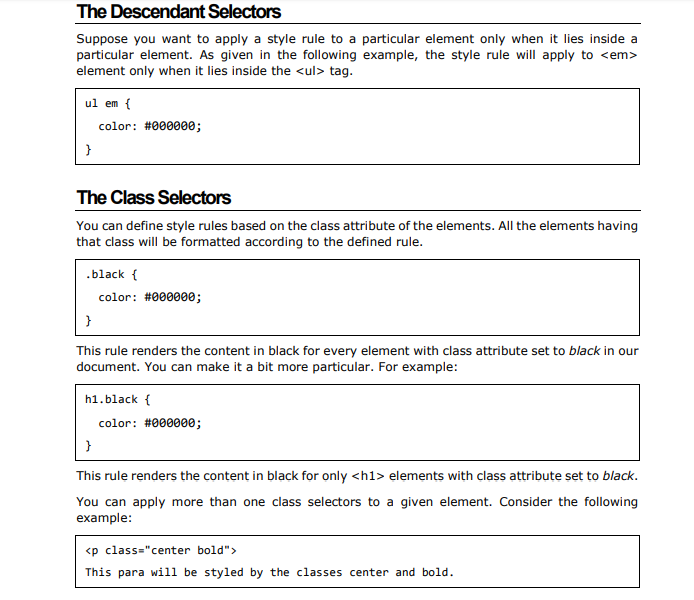 The Descendant Selectors
Suppose you want to apply a style rule to a particular element only when it lies inside a
particular element. As given in the following example, the style rule will apply to <em>
element only when it lies inside the <ul> tag.
ul em {
color: #000000;
}
The Class Selectors
You can define style rules based on the class attribute of the elements. All the elements having
that class will be formatted according to the defined rule.
.black {
color: #000000;
}
This rule renders the content in black for every element with class attribute set to black in our
document. You can make it a bit more particular. For example:
h1.black {
color: #000000;
}
This rule renders the content in black for only <h1> elements with class attribute set to black.
You can apply more than one class selectors to a given element. Consider the following
example:
<p class="center bold">
This para will be styled by the classes center and bold.